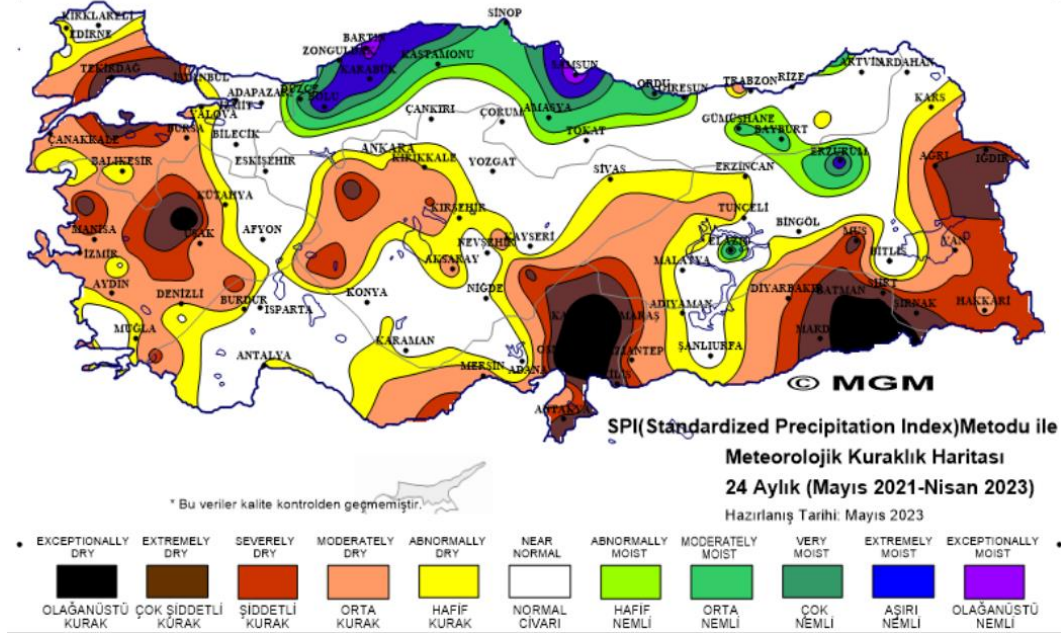 SİNOP
KIRKLARELİ
EDİRNE
BARTIN
ZONGULDAK
KASTAMONU
KARABÜK
TEKİRDAĞ
İSTANBUL
SAMSUN
ARTVİN
ARDAHAN
RİZE
TRABZON
ORDU
GİRESUN
DÜZCE
BOLU
ADAPAZARI
İZMİT
YALOVA
KARS
ÇANKIRI
ÇORUM
AMASYA
GÜMÜŞHANE
BAYBURT
ÇANAKKALE
BURSA
BİLECİK
TOKAT
ANKARA
KIRIKKALE
ERZURUM
AĞRI
IĞDIR
BALIKESİR
ESKİŞEHİR
YOZGAT
SİVAS
ERZİNCAN
KÜTAHYA
KIRŞEHİR
TUNÇELİ
BİNGÖL
MANİSA
UŞAK
AFYON
NEVŞEHİR
KAYSERİ
ELAZIĞ
MUŞ
VAN
İZMİR
AKSARAY
MALATYA
BİTLİS
AYDIN
DENİZLİ
BURDUR
ISPARTA
KONYA
NİĞDE
ADIYAMAN
DİYARBAKIR
BATMAN
SİİRT
ŞIRNAK
HAKKARİ
MUĞLA
ANTALYA
KARAMAN
MERSİN
ADANA
MARAŞ
GAZİANTEP
ŞANLIURFA
MARD
ANTAKYA
© MGM
SPI(Standardized Precipitation Index)Metodu ile
Meteorolojik Kuraklık Haritası
24 Aylık (Mayıs 2021-Nisan 2023)
Hazırlanış Tarihi: Mayıs 2023
* Bu veriler kalite kontrolden geçmemiştir.
EXCEPTIONALLY DRY
EXTREMELY DRY
SEVERELY DRY
MODERATELY DRY
ABNORMALLY DRY
NEAR NORMAL
ABNORMALLY MOIST
MODERATELY MOIST
VERY MOIST
EXTREMELY MOIST
EXCEPTIONALLY MOIST
OLAĞANÜSTÜ KURAK
ÇOK ŞİDDETLİ KURAK
ŞİDDETLİ KURAK
ORTA KURAK
HAFİF KURAK
NORMAL CİVARI
HAFİF NEMLİ
ORTA NEMLİ
ÇOK NEMLİ
AŞIRI NEMLİ
OLAĞANÜSTÜ NEMLİ